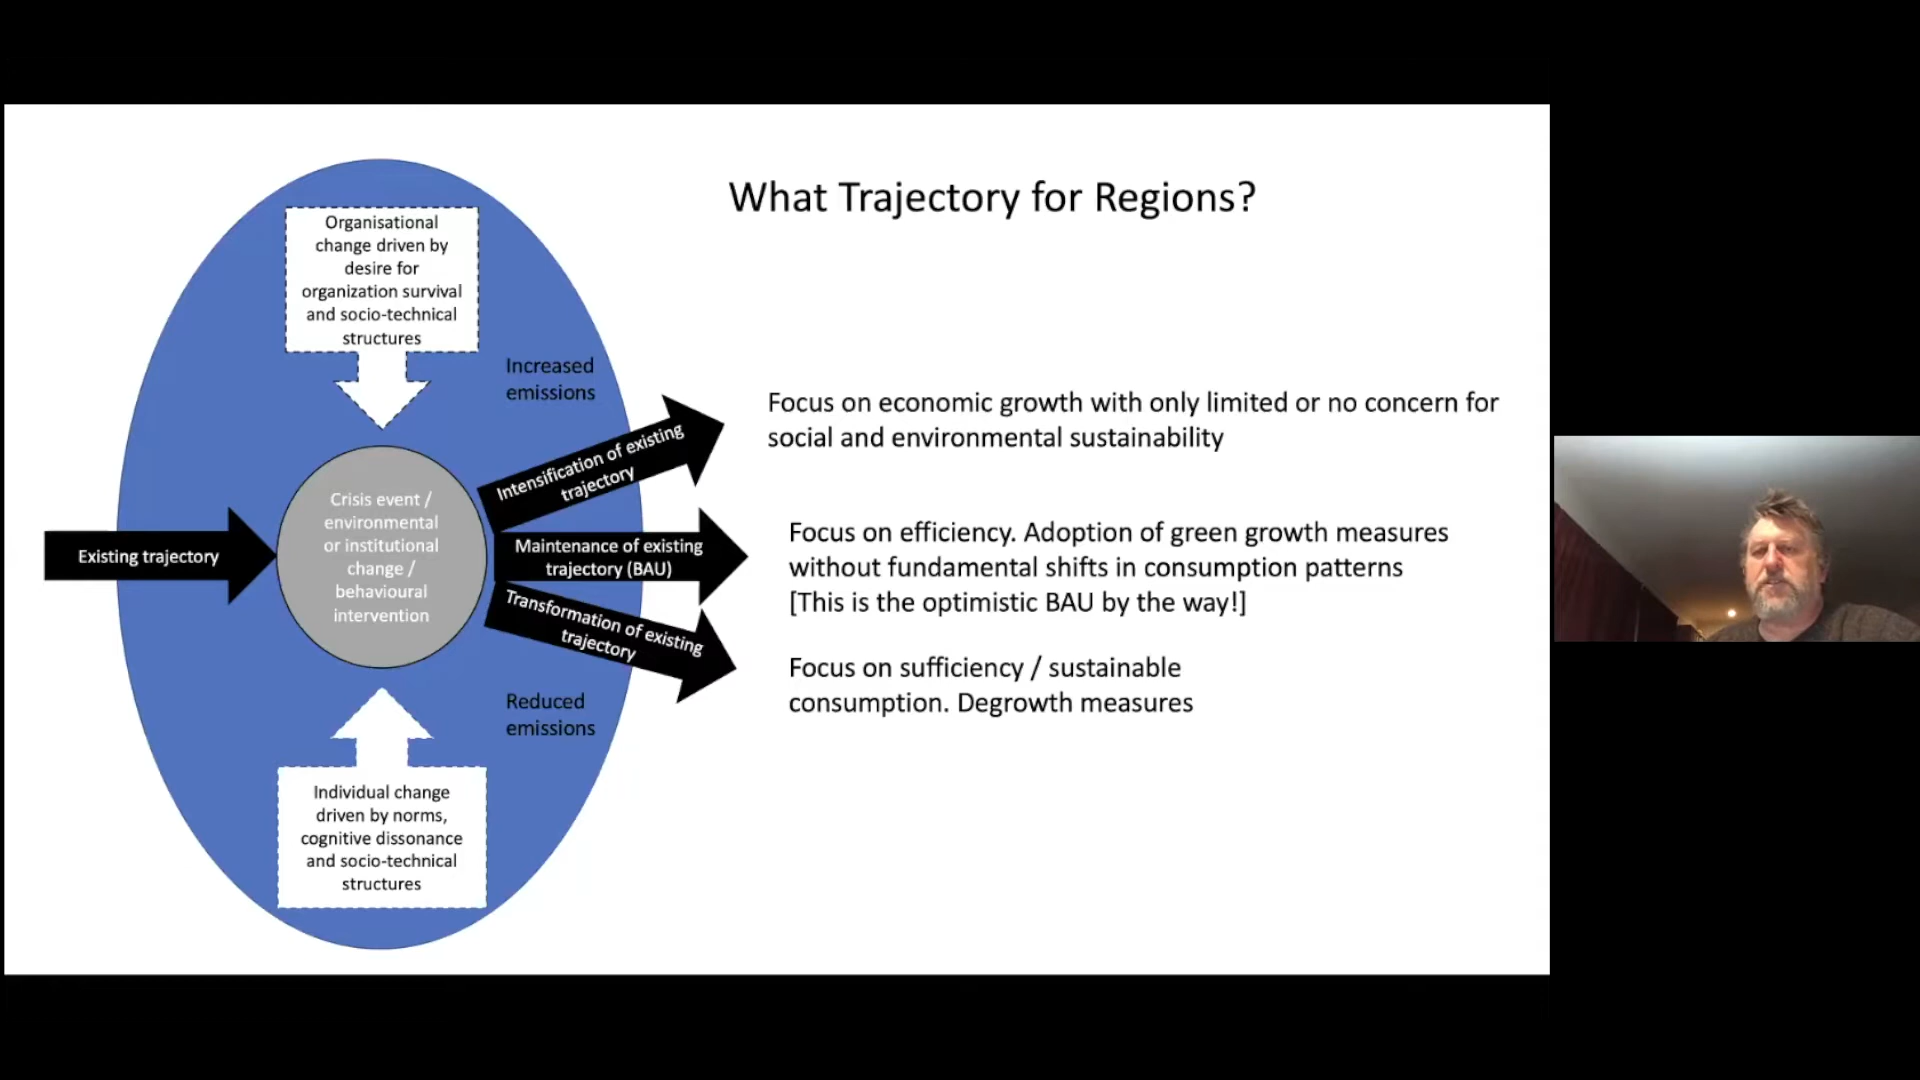 What Trajectory for Regions?
Organisational
change driven by
desire for
organization survival
and socio-technical
structures
Increased
emissions
Existing trajectory
Crisis event /
environmental
or institutional
change /
behavioural
intervention
Intensification of existing
trajectory
Maintenance of existing
trajectory (BAU)
Transformation of existing
trajectory
Reduced
emissions
Individual change
driven by norms,
cognitive dissonance
and socio-technical
structures
Focus on economic growth with only limited or no concern for
social and environmental sustainability
Focus on efficiency. Adoption of green growth measures
without fundamental shifts in consumption patterns
[This is the optimistic BAU by the way!]
Focus on sufficiency / sustainable
consumption. Degrowth measures